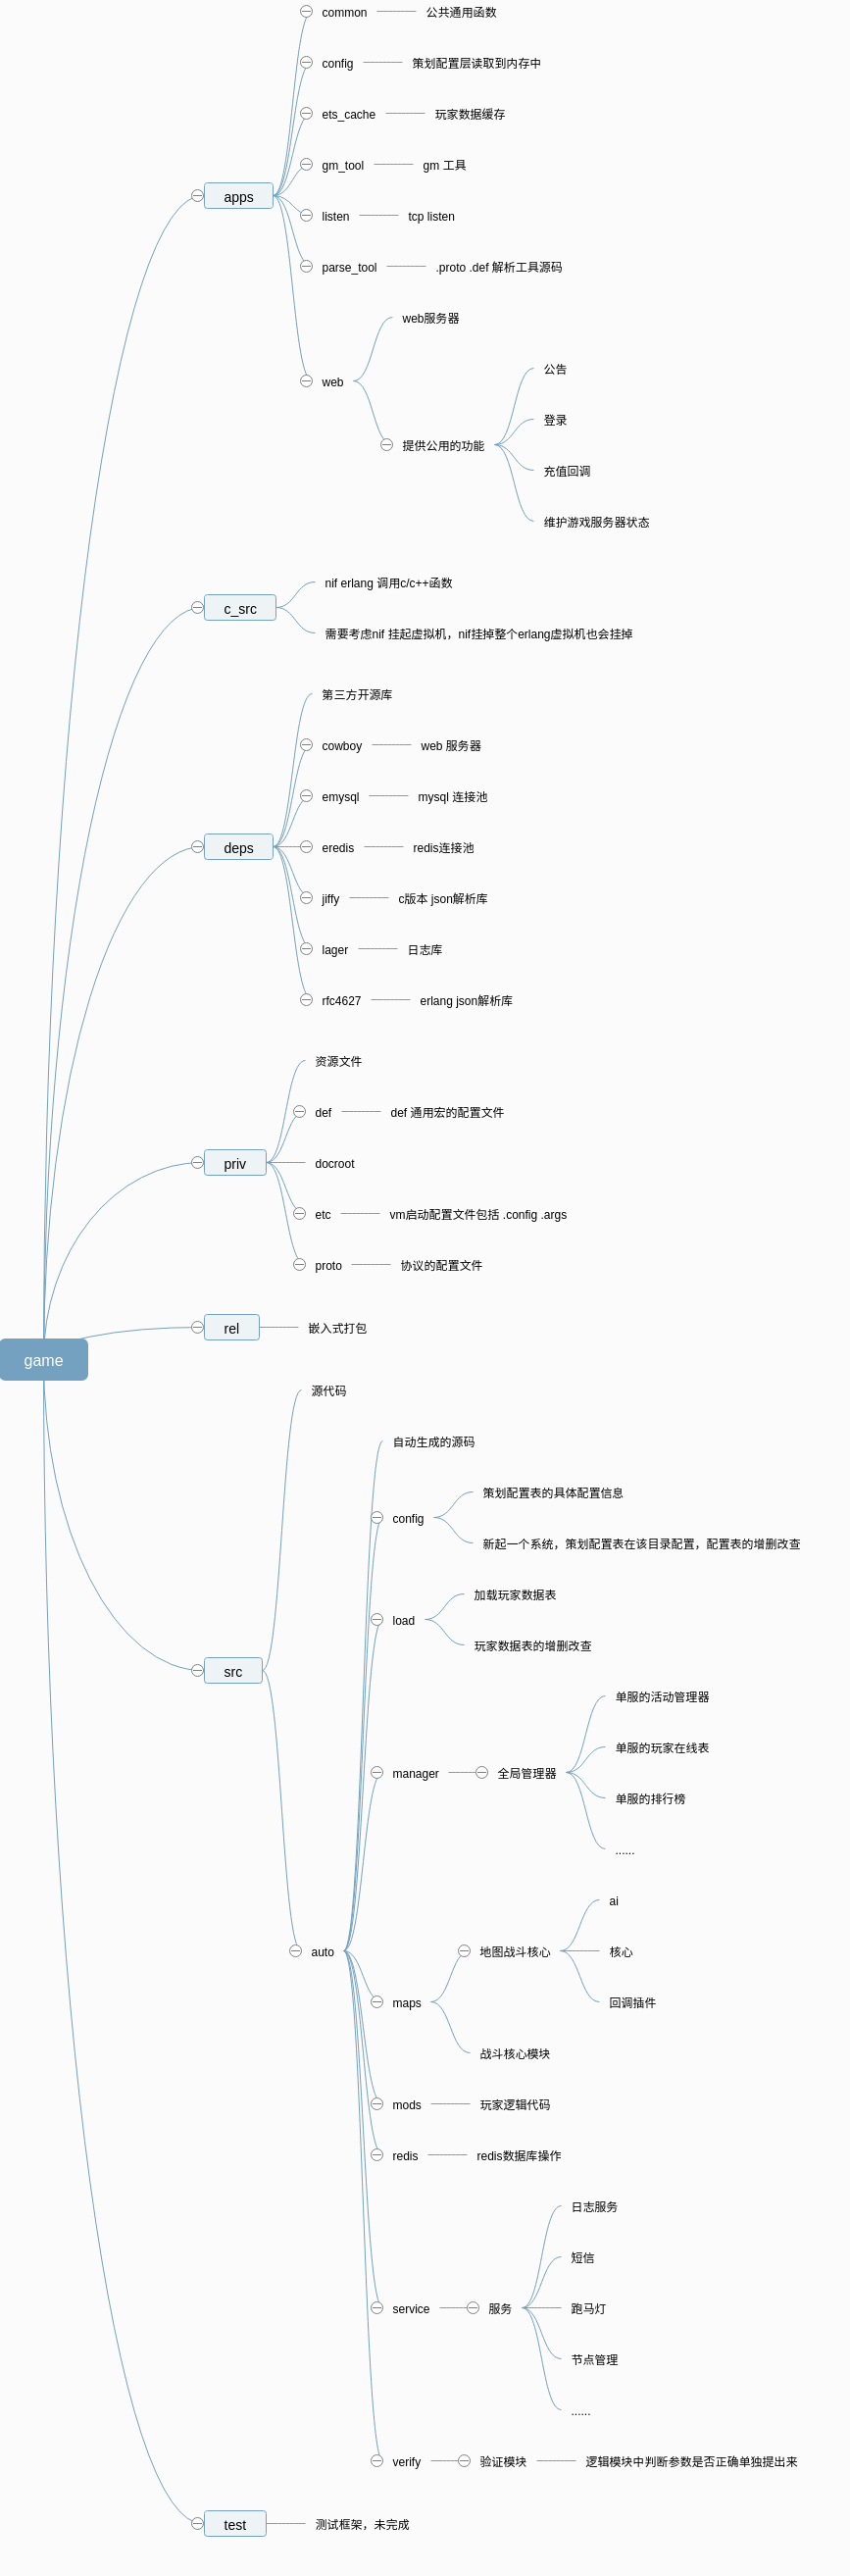 common
公共通用函数
config
策划配置层读取到内存中
ets_cache
玩家数据缓存
gm_tool
gm 工具
apps
listen
tcp listen
parse_tool
.proto .def 解析工具源码
web服务器
web
公告
提供公用的功能
登录
充值回调
维护游戏服务器状态
nif erlang 调用c/c++函数
c_src
需要考虑nif 挂起虚拟机，nif挂掉整个erlang虚拟机也会挂掉
第三方开源库
cowboy
web 服务器
emysql
mysql 连接池
deps
eredis
redis连接池
jiffy
c版本 json解析库
lager
日志库
rfc4627
erlang json解析库
资源文件
def
def 通用宏的配置文件
priv
docroot
etc
vm启动配置文件包括 .config .args
proto
协议的配置文件
rel
嵌入式打包
game
源代码
自动生成的源码
config
策划配置表的具体配置信息
新起一个系统，策划配置表在该目录配置，配置表的增删改查
load
加载玩家数据表
玩家数据表的增删改查
src
manager
全局管理器
单服的活动管理器
单服的玩家在线表
单服的排行榜
......
auto
maps
地图战斗核心
ai
核心
回调插件
战斗核心模块
mods
玩家逻辑代码
redis
redis数据库操作
service
服务
日志服务
短信
跑马灯
节点管理
......
verify
验证模块
逻辑模块中判断参数是否正确单独提出来
test
测试框架，未完成